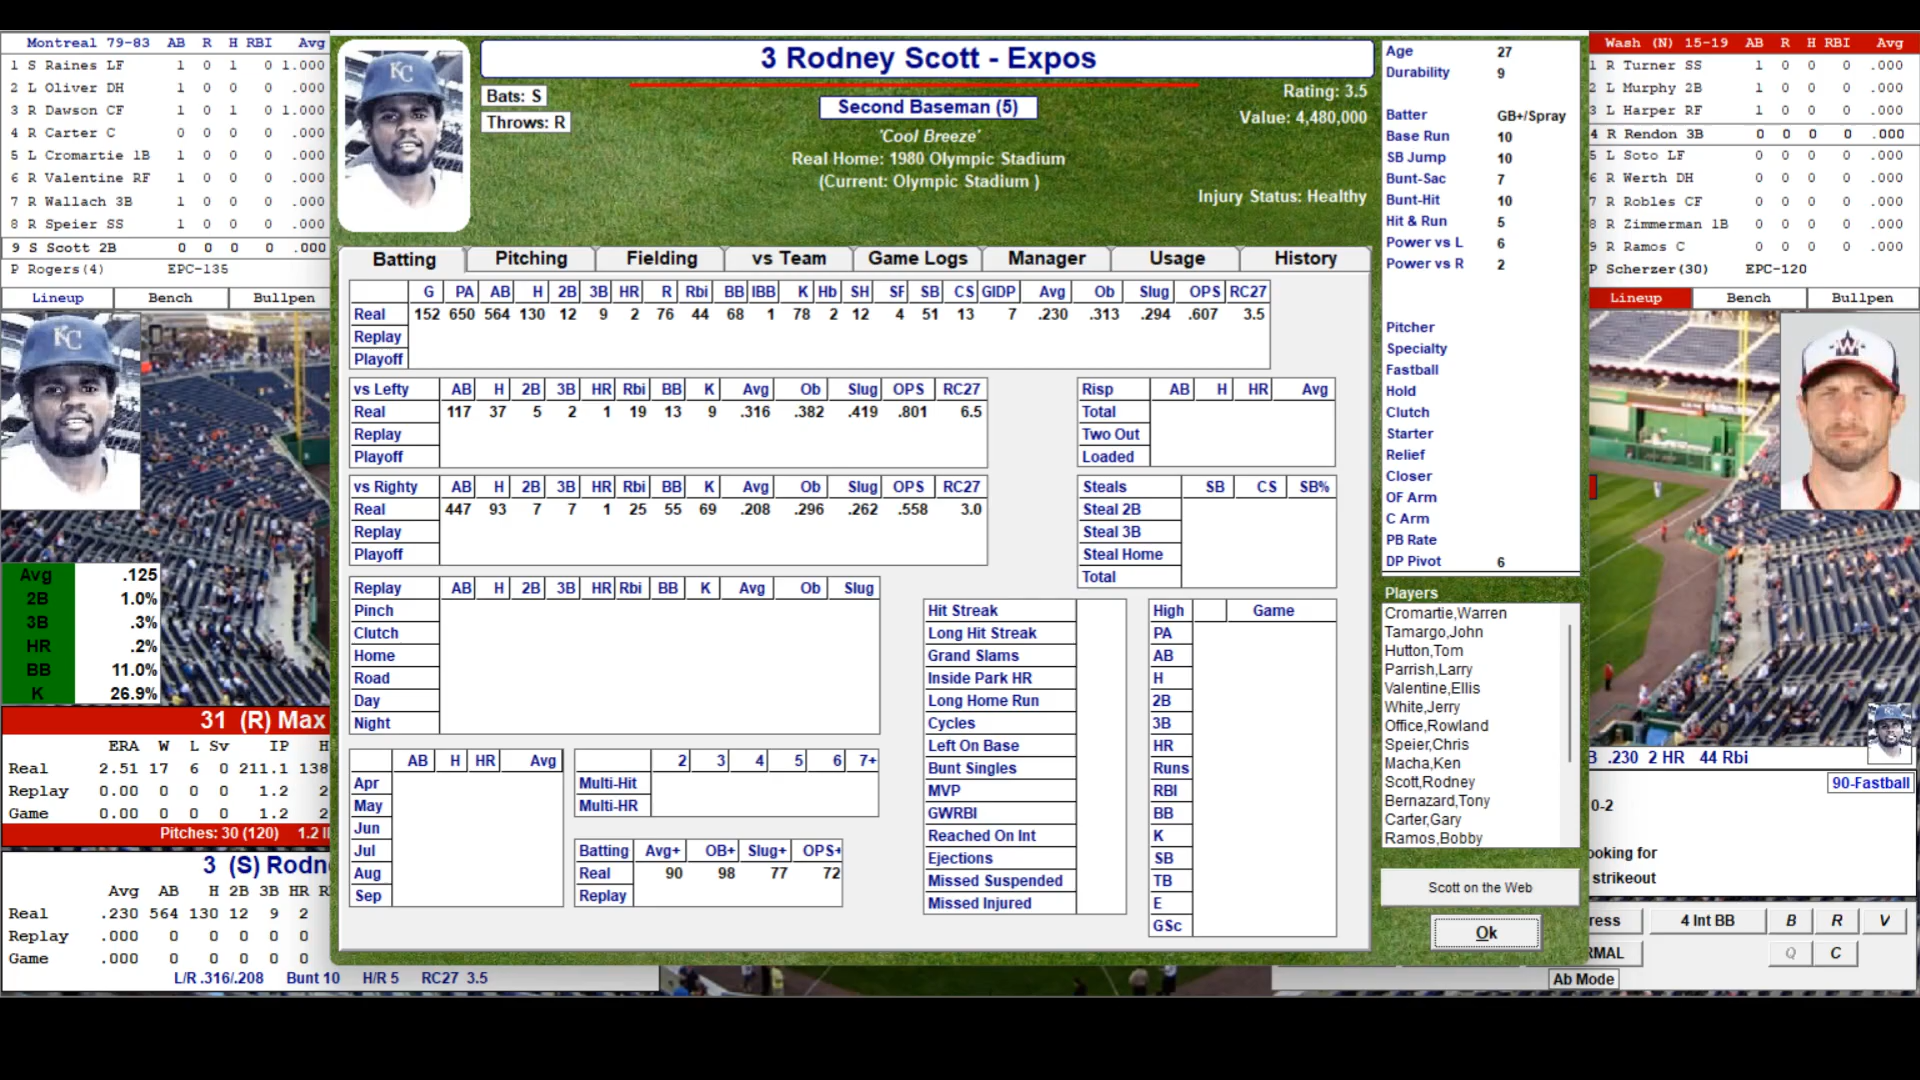 Montreal 79-83 AB R H RBI Avg
1 S Raines LF 1 0 1 0 1.000
2 L Oliver DH 1 0 0 0 .000
3 R Dawson CF 1 0 1 0 1.000
4 R Carter C 0 0 0 0 .000
5 L Cromartie 1B 1 0 0 0 .000
6 R Valentine RF 1 0 0 0 .000
7 R Wallach 3B 1 0 0 0 .000
8 R Speier SS 1 0 0 0 .000
9 S Scott 2B 0 0 0 0 .000
P Rogers(4) EPC-135
Lineup Bench Bullpen
KC
Avg .125
2B 1.0%
3B .3%
HR .2%
BB 11.0%
K 26.9%
31 (R) Max
ERA W L Sv IP H
Real 2.51 17 6 0 211.1 138
Replay 0.00 0 0 0 1.2 2
Game 0.00 0 0 0 1.2 2
Pitches: 30 (120) 1.2 I
3 (S) Rodn
Avg AB H 2B 3B HR R
Real .230 564 130 12 9 2
Replay .000 0 0 0 0 0
Game .000 0 0 0 0 0
L/R .316/.208 Bunt 10 H/R 5 RC27 3.5
KC
3 Rodney Scott - Expos
Bats: S
Throws: R
Second Baseman (5)
'Cool Breeze'
Real Home: 1980 Olympic Stadium
(Current: Olympic Stadium )
Rating: 3.5
Value: 4,480,000
Injury Status: Healthy
Batting Pitching Fielding vs Team Game Logs Manager Usage History
G PA AB H 2B 3B HR R Rbi BB IBB K Hb SH SF SB CS GIDP Avg Ob Slug OPS RC27
Real 152 650 564 130 12 9 2 76 44 68 1 78 2 12 4 51 13 7 .230 .313 .294 .607 3.5
Replay
Playoff
vs Lefty AB H 2B 3B HR Rbi BB K Avg Ob Slug OPS RC27
Real 117 37 5 2 1 19 13 9 .316 .382 .419 .801 6.5
Replay
Playoff
Risp AB H HR Avg
Total
Two Out
Loaded
vs Righty AB H 2B 3B HR Rbi BB K Avg Ob Slug OPS RC27
Real 447 93 7 7 1 25 55 69 .208 .296 .262 .558 3.0
Replay
Playoff
Steals SB CS SB%
Steal 2B
Steal 3B
Steal Home
Total
Replay AB H 2B 3B HR Rbi BB K Avg Ob Slug
Pinch
Clutch
Home
Road
Day
Night
Hit Streak
Long Hit Streak
Grand Slams
Inside Park HR
Long Home Run
Cycles
Left On Base
Bunt Singles
MVP
GWRBI
Reached On Int
Ejections
Missed Suspended
Missed Injured
High Game
PA
AB
H
2B
3B
HR
Runs
RBI
BB
K
SB
TB
E
GSc
AB H HR Avg
Apr
May
Jun
Jul
Aug
Sep
2 3 4 5 6 7+
Multi-Hit
Multi-HR
Batting Avg+ OB+ Slug+ OPS+
Real 90 98 77 72
Replay
Age 27
Durability 9
Batter GB+/Spray
Base Run 10
SB Jump 10
Bunt-Sac 7
Bunt-Hit 10
Hit & Run 5
Power vs L 6
Power vs R 2
Pitcher
Specialty
Fastball
Hold
Clutch
Starter
Relief
Closer
OF Arm
C Arm
PB Rate
DP Pivot 6
Players
Cromartie,Warren
Tamargo,John
Hutton,Tom
Parrish,Larry
Valentine,Ellis
White,Jerry
Office,Rowland
Speier,Chris
Macha,Ken
Scott,Rodney
Bernazard,Tony
Carter,Gary
Ramos,Bobby
Scott on the Web
Ok
Wash (N) 15-19 AB R H RBI Avg
1 R Turner SS 1 0 0 0 .000
2 L Murphy 2B 1 0 0 0 .000
3 L Harper RF 1 0 0 0 .000
4 R Rendon 3B 0 0 0 0 .000
5 L Soto LF 0 0 0 0 .000
6 R Werth DH 0 0 0 0 .000
7 R Robles CF 0 0 0 0 .000
8 R Zimmerman 1B 0 0 0 0 .000
9 R Ramos C 0 0 0 0 .000
P Scherzer(30) EPC-120
Lineup Bench Bullpen
W
B .230 2 HR 44 Rbi
90-Fastball
0-2
ooking for
strikeout
ress 4 Int BB B R V
RMAL Q C
Ab Mode